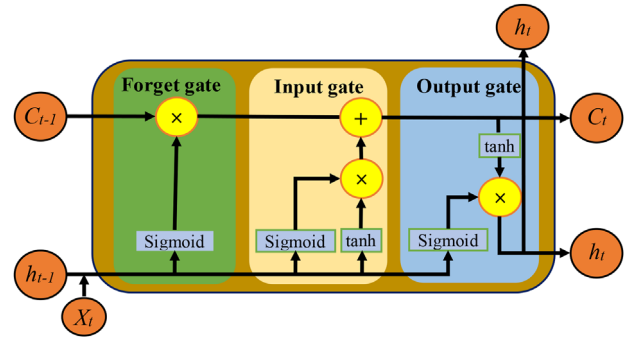 h_t
Forget gate
Input gate
Output gate
C_{t-1}
×
+
C_t
tanh
×
×
Sigmoid
Sigmoid
tanh
Sigmoid
h_t
h_{t-1}
X_t